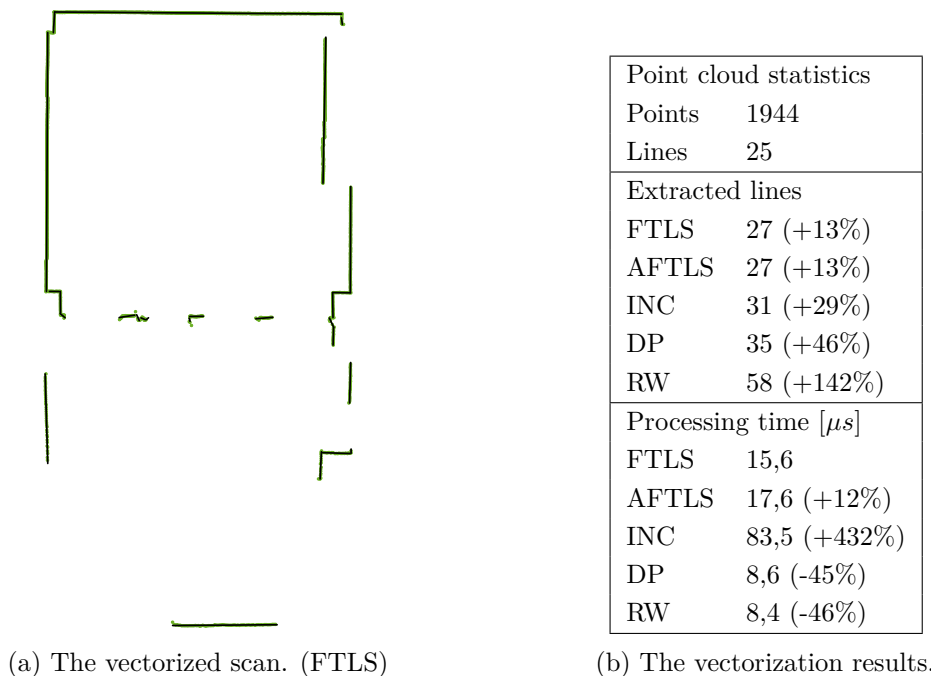 Point cloud statistics
Points 1944
Lines 25
Extracted lines
FTLS 27 (+13%)
AFTLS 27 (+13%)
INC 31 (+29%)
DP 35 (+46%)
RW 58 (+142%)
Processing time [μs]
FTLS 15,6
AFTLS 17,6 (+12%)
INC 83,5 (+432%)
DP 8,6 (-45%)
RW 8,4 (-46%)
(a) The vectorized scan. (FTLS)
(b) The vectorization results.